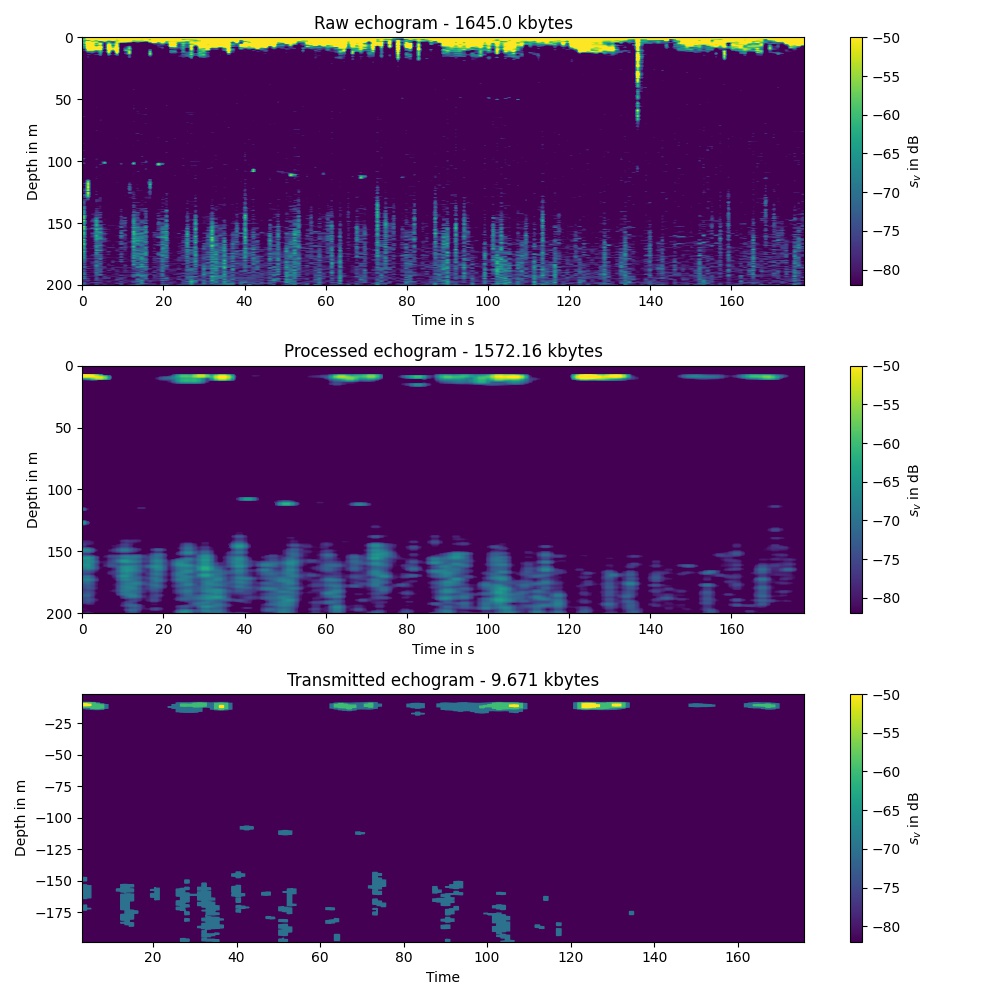 Raw echogram - 1645.0 kbytes
0
50
100
150
200
Depth in m
0 20 40 60 80 100 120 140 160
Time in s
−50
−55
−60
−65
−70
−75
−80
sv in dB
Processed echogram - 1572.16 kbytes
0
50
100
150
200
Depth in m
0 20 40 60 80 100 120 140 160
Time in s
−50
−55
−60
−65
−70
−75
−80
sv in dB
Transmitted echogram - 9.671 kbytes
−25
−50
−75
−100
−125
−150
−175
Depth in m
20 40 60 80 100 120 140 160
Time
−50
−55
−60
−65
−70
−75
−80
sv in dB